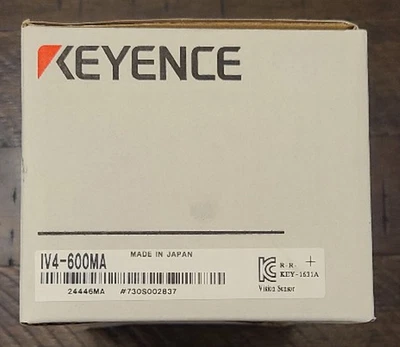 KEYENCE
IV4-600MA MADE IN JAPAN
24446MA #730S002837
R-R-
KEY-1631A
Vision Sensor